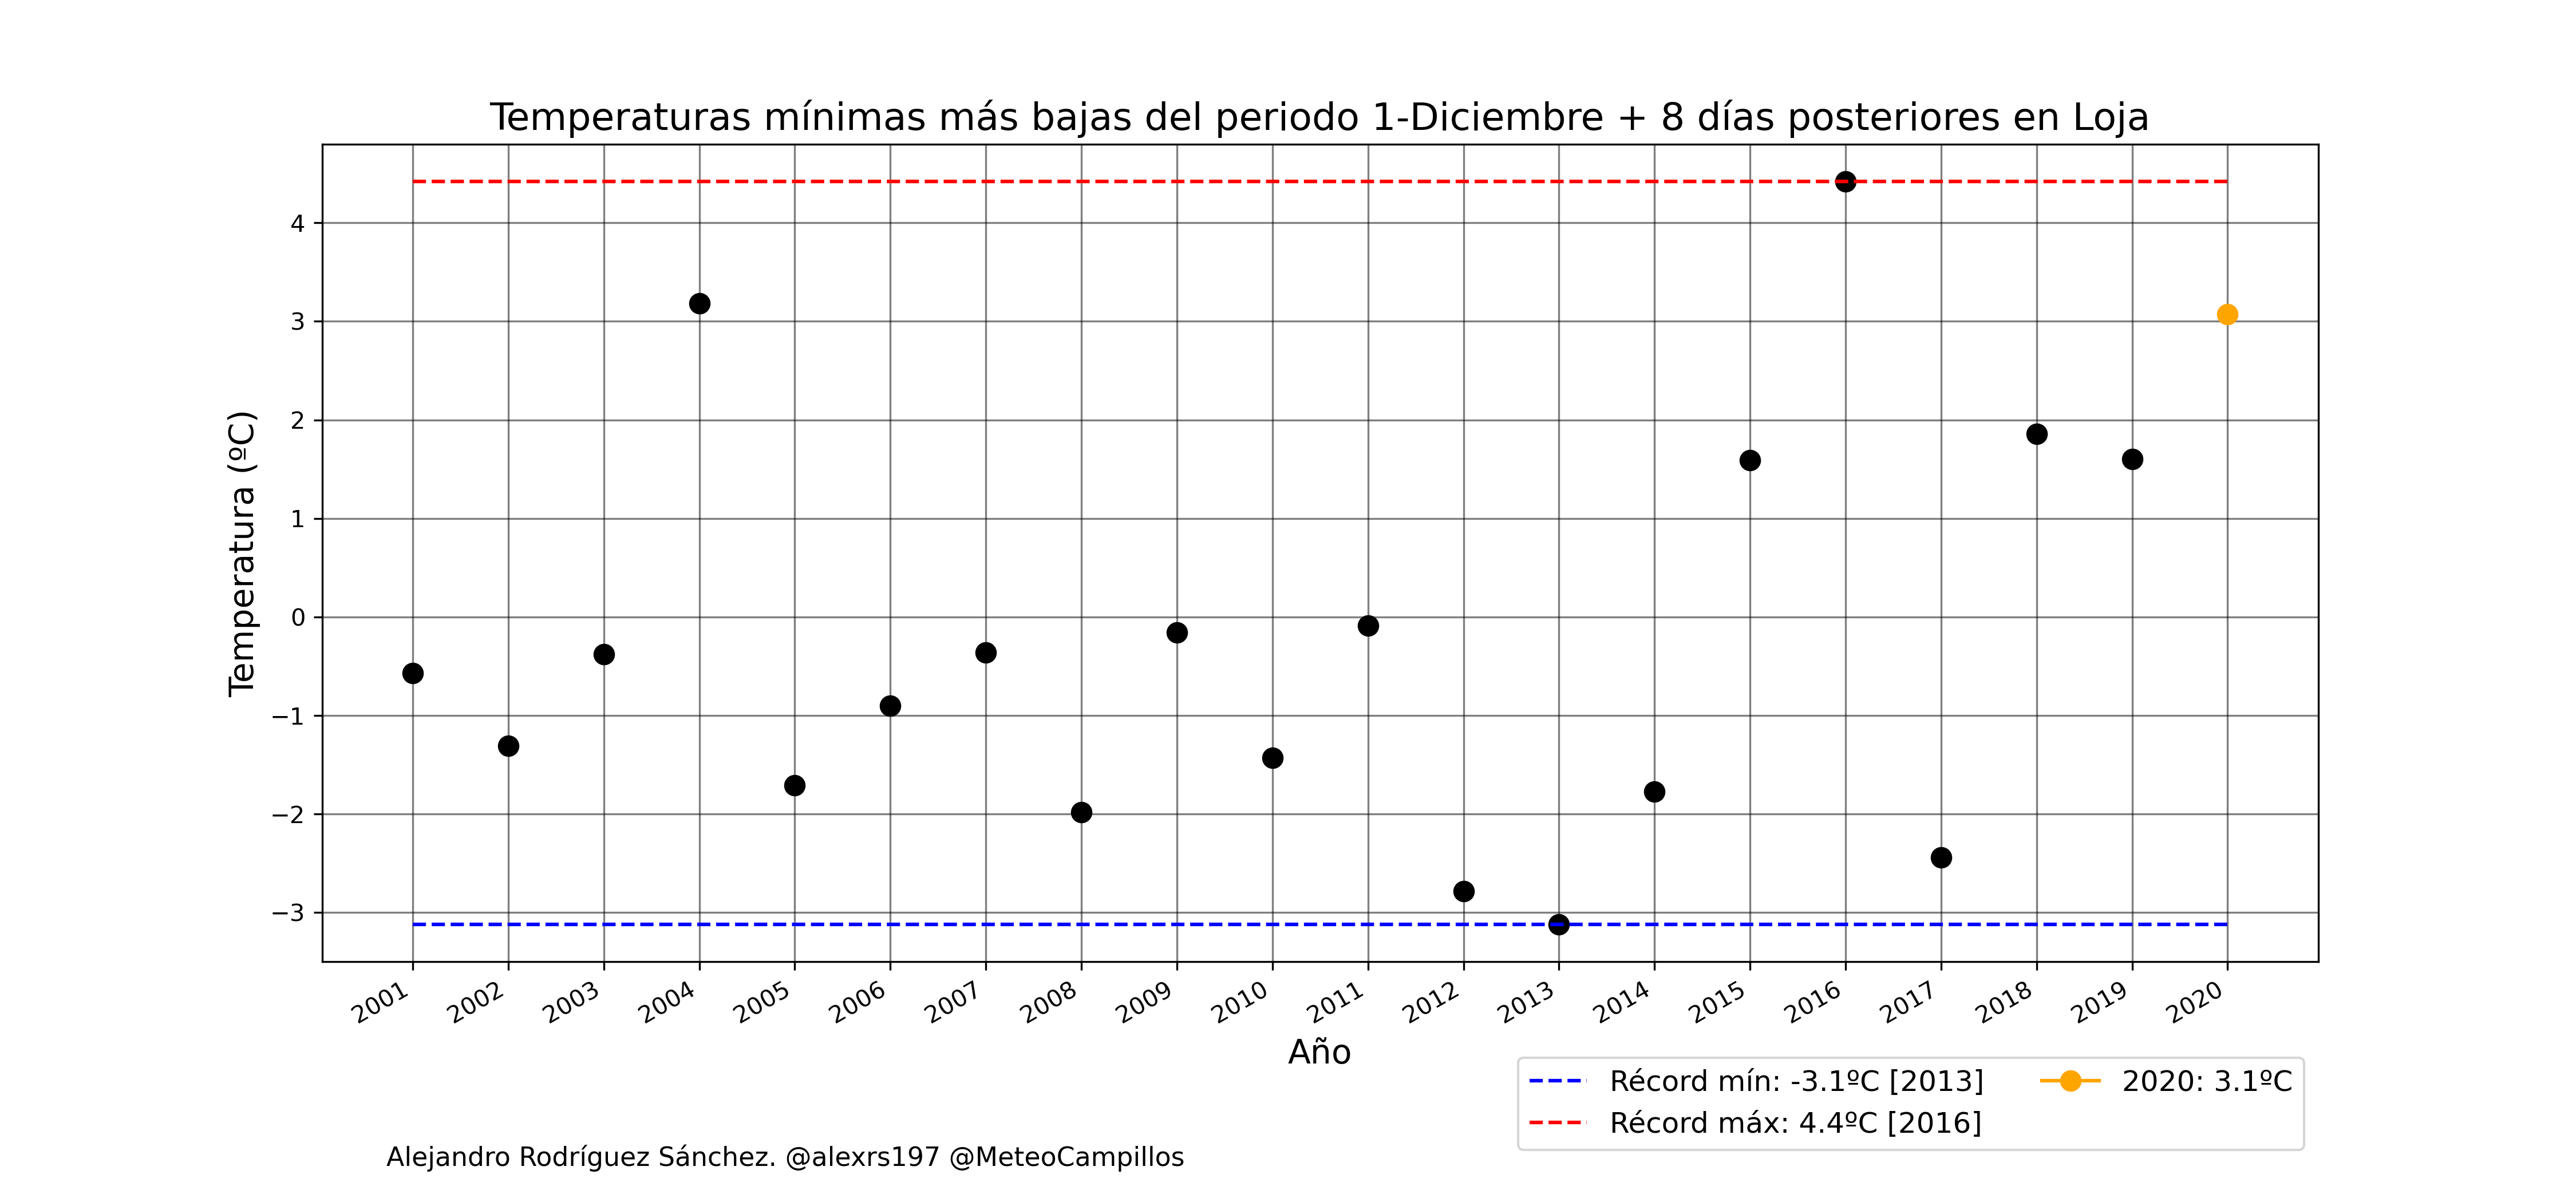 Temperaturas mínimas más bajas del periodo 1-Diciembre + 8 días posteriores en Loja
Temperatura (ºC)
4
3
2
1
0
−1
−2
−3
2001 2002 2003 2004 2005 2006 2007 2008 2009 2010 2011 2012 2013 2014 2015 2016 2017 2018 2019 2020
Año
Récord mín: -3.1ºC [2013]
Récord máx: 4.4ºC [2016]
2020: 3.1ºC
Alejandro Rodríguez Sánchez. @alexrs197 @MeteoCampillos